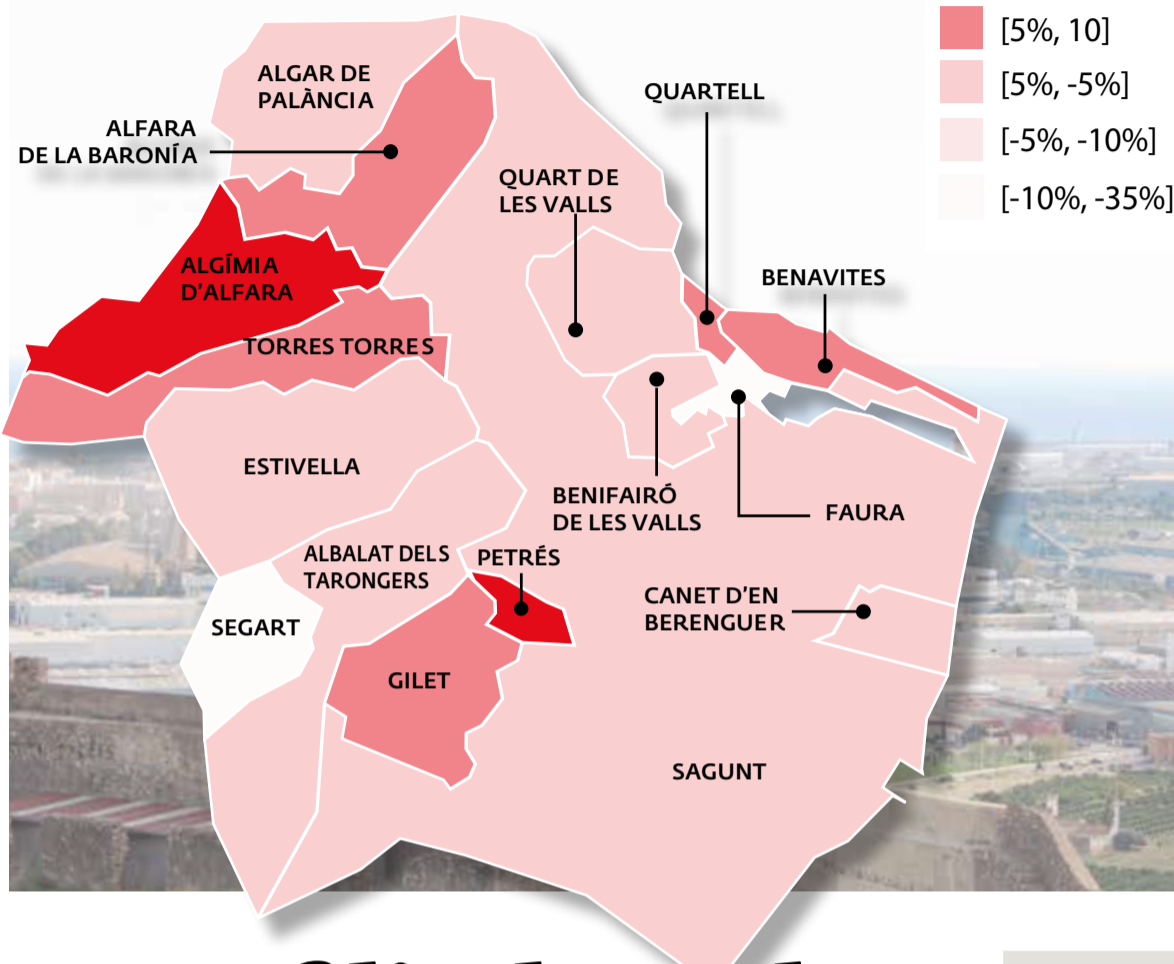 [5%, 10]
[5%, -5%]
[-5%, -10%]
[-10%, -35%]
ALGAR DE
PALÀNCIA
ALFARA
DE LA BARONÍA
QUARTELL
QUART DE
LES VALLS
ALGÍMIA
D'ALFARA
BENAVITES
TORRES TORRES
ESTIVELLA
BENIFAIRÓ
DE LES VALLS
FAURA
ALBALAT DELS
TARONGERS
PETRÉS
CANET D'EN
BERENGUER
SEGART
GILET
SAGUNT